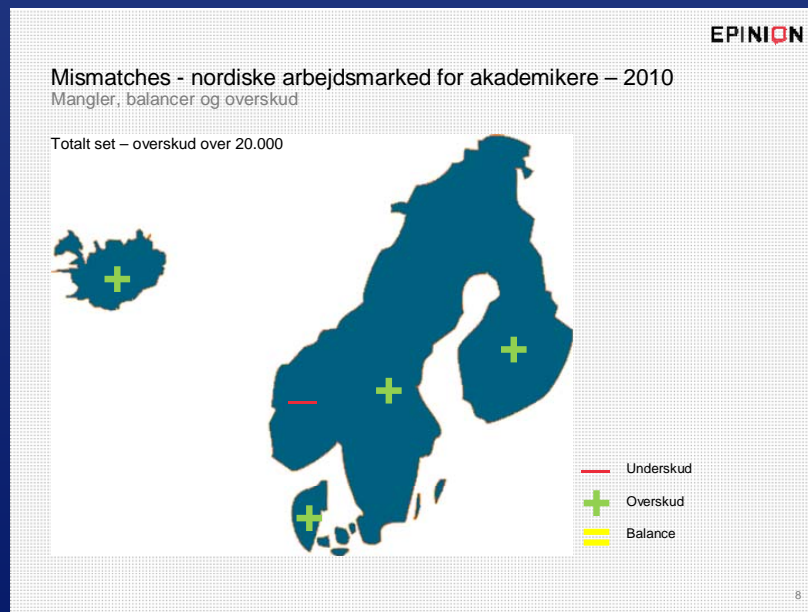 EPINION
Mismatches - nordiske arbejdsmarked for akademikere – 2010
Mangler, balancer og overskud
Totalt set – overskud over 20.000
Underskud
Overskud
Balance
8